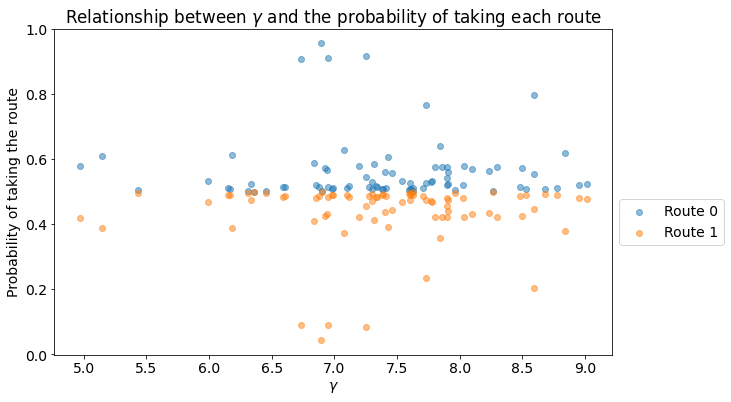 Relationship between γ and the probability of taking each route
Probability of taking the route
1.0
0.8
0.6
0.4
0.2
0.0
5.0 5.5 6.0 6.5 7.0 7.5 8.0 8.5 9.0
γ
Route 0
Route 1